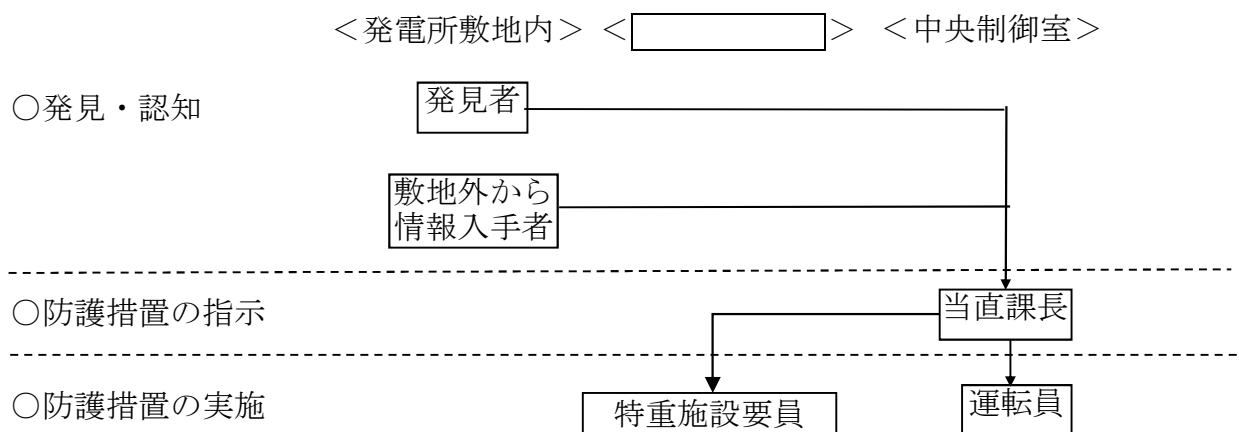 ＜発電所敷地内＞ ＜　　　　　＞ ＜中央制御室＞
○発見・認知
発見者
敷地外から
情報入手者
○防護措置の指示
当直課長
○防護措置の実施
特重施設要員
運転員